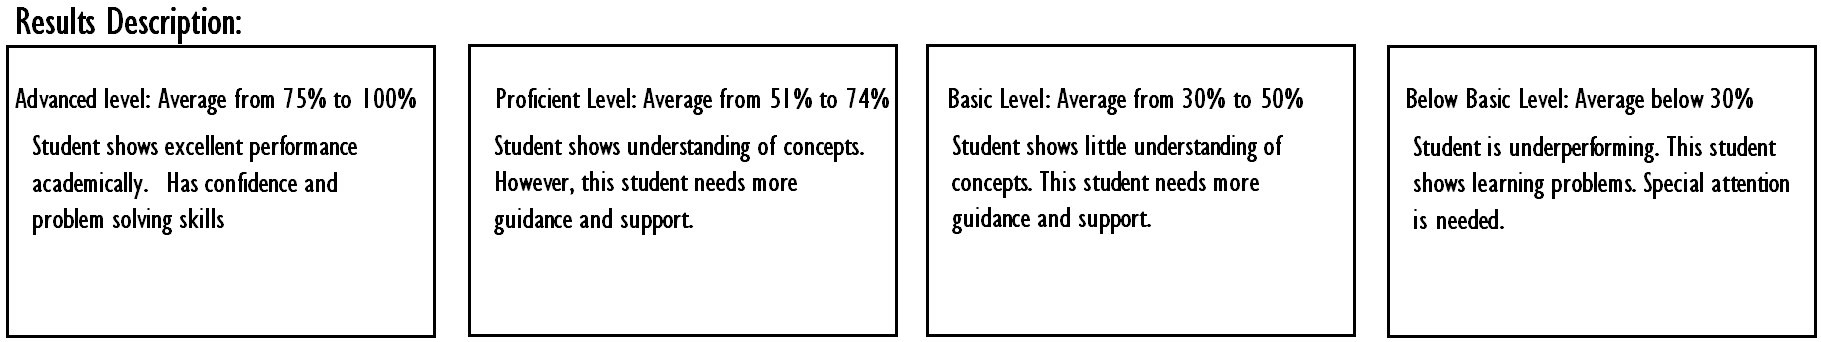 Results Description:
Advanced level: Average from 75% to 100%
Student shows excellent performance
academically. Has confidence and
problem solving skills
Proficient Level: Average from 51% to 74%
Student shows understanding of concepts.
However, this student needs more
guidance and support.
Basic Level: Average from 30% to 50%
Student shows little understanding of
concepts. This student needs more
guidance and support.
Below Basic Level: Average below 30%
Student is underperforming. This student
shows learning problems. Special attention
is needed.